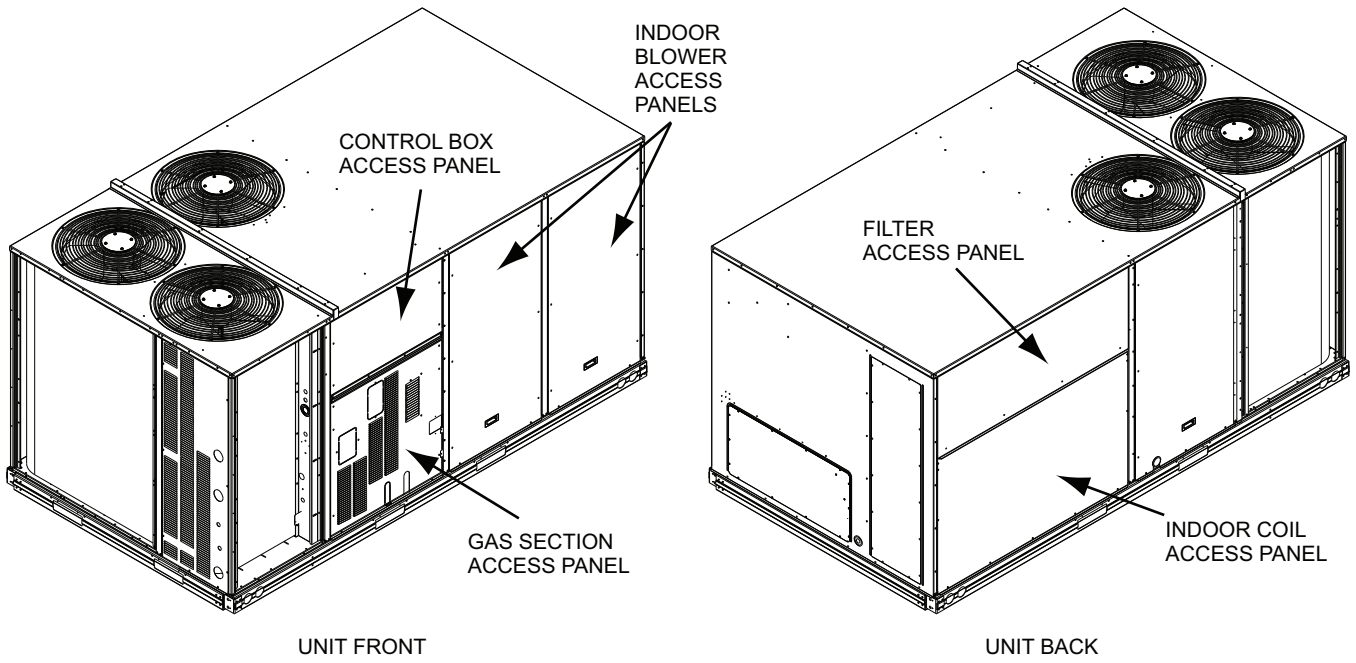 INDOOR
BLOWER
ACCESS
PANELS
CONTROL BOX
ACCESS PANEL
FILTER
ACCESS PANEL
GAS SECTION
ACCESS PANEL
INDOOR COIL
ACCESS PANEL
UNIT FRONT
UNIT BACK